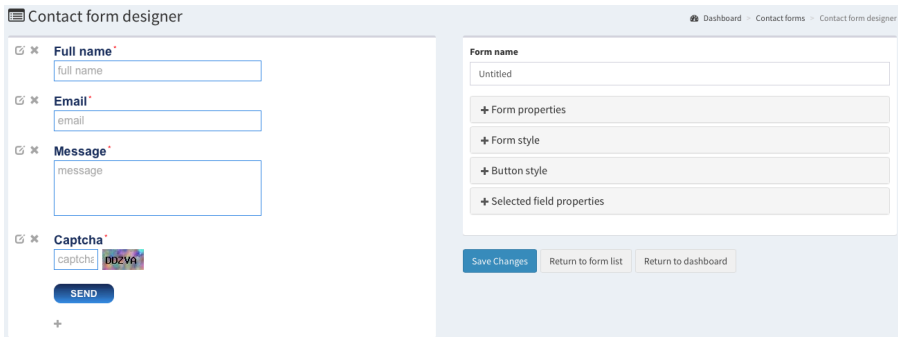 Contact form designer
Dashboard > Contact forms > Contact form designer
Full name*
full name
Email*
email
Message*
message
Captcha*
captcha
DDZVA
SEND
+
Form name
Untitled
+ Form properties
+ Form style
+ Button style
+ Selected field properties
Save Changes
Return to form list
Return to dashboard